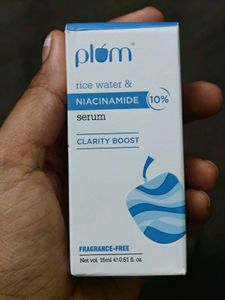 plum
rice water &
NIACINAMIDE 10%
serum
CLARITY BOOST
FRAGRANCE-FREE
Net vol. 15ml ℮ 0.51 fl. oz.